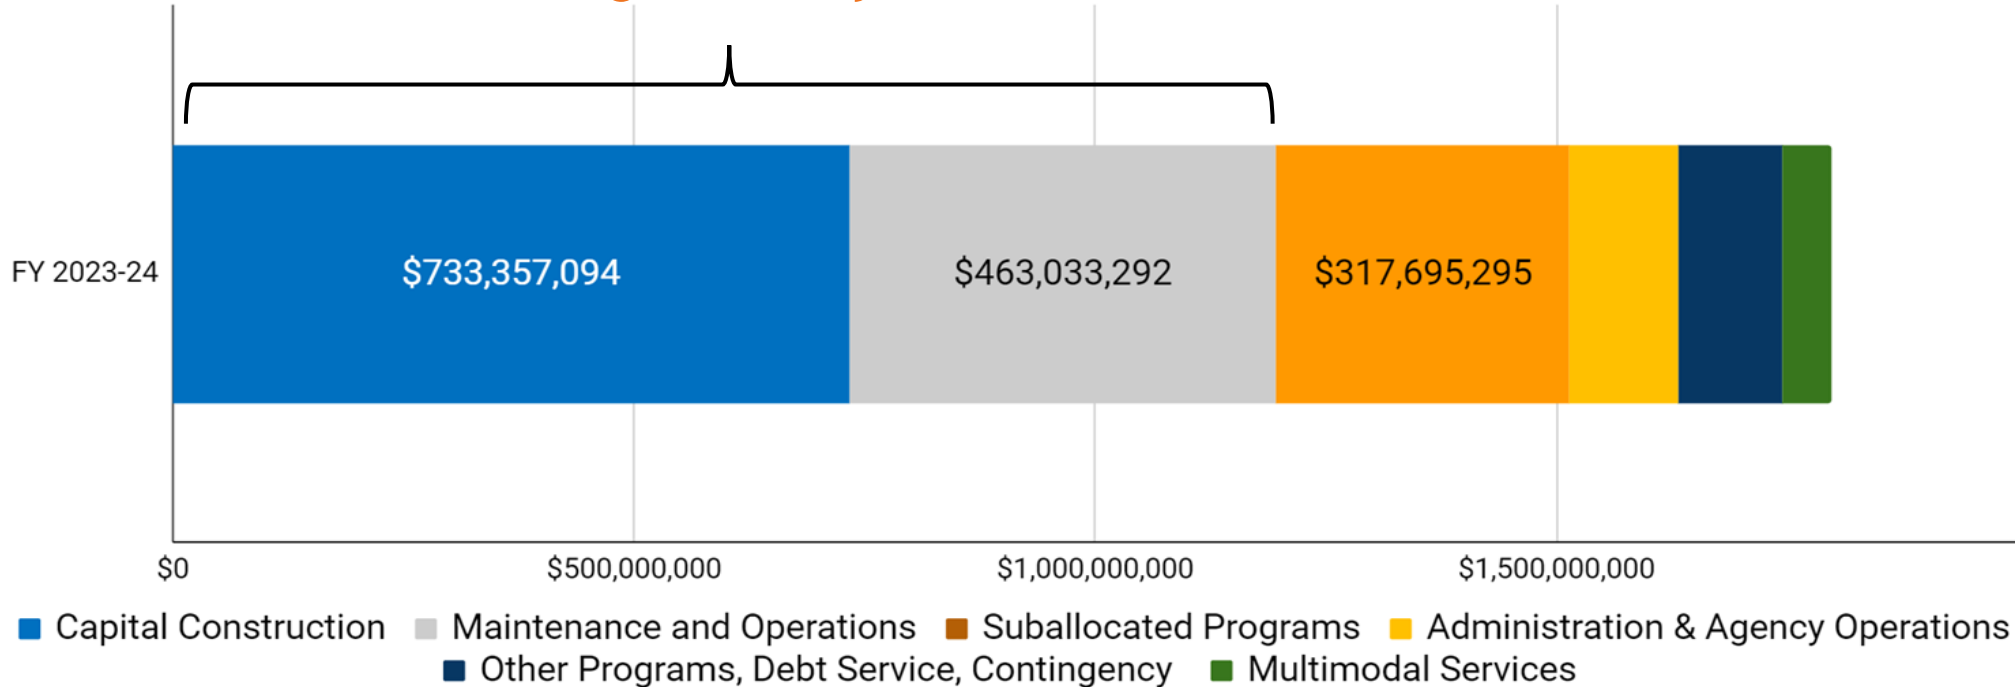 FY 2023-24
$733,357,094
$463,033,292
$317,695,295
$0 $500,000,000 $1,000,000,000 $1,500,000,000
Capital Construction Maintenance and Operations Suballocated Programs Administration & Agency Operations
Other Programs, Debt Service, Contingency Multimodal Services